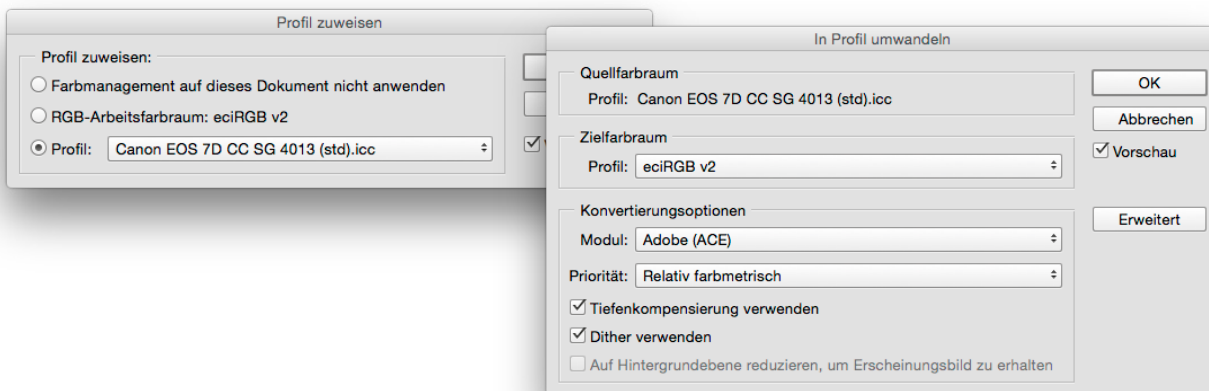 Profil zuweisen
Profil zuweisen:
Farbmanagement auf dieses Dokument nicht anwenden
RGB-Arbeitsfarbraum: eciRGB v2
Profil: Canon EOS 7D CC SG 4013 (std).icc
In Profil umwandeln
Quellfarbraum
Profil: Canon EOS 7D CC SG 4013 (std).icc
Zielfarbraum
Profil: eciRGB v2
Konvertierungsoptionen
Modul: Adobe (ACE)
Priorität: Relativ farbmetrisch
Tiefenkompensierung verwenden
Dither verwenden
Auf Hintergrundebene reduzieren, um Erscheinungsbild zu erhalten
OK
Abbrechen
Vorschau
Erweitert